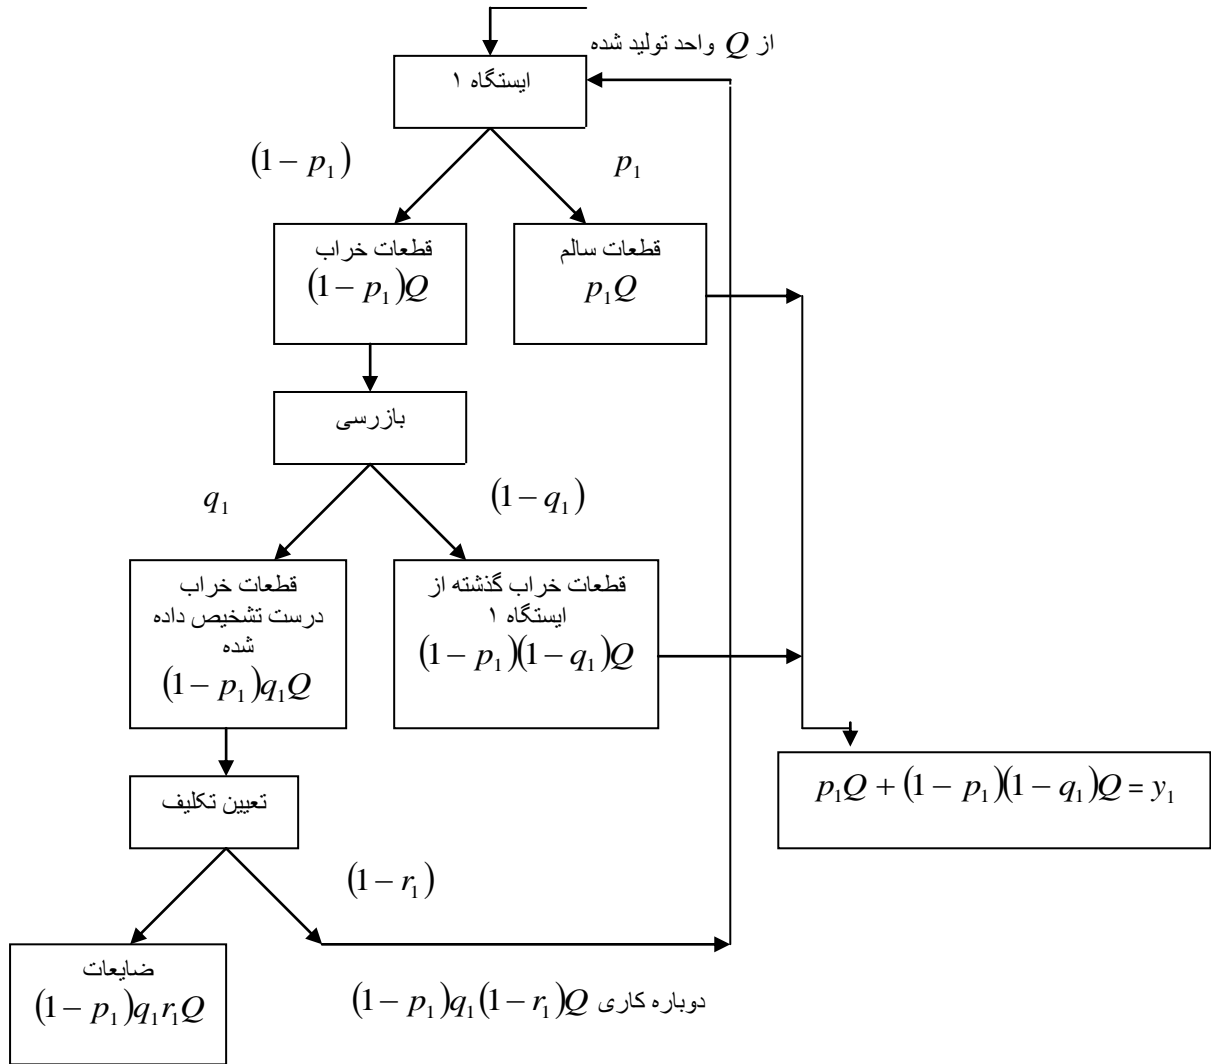 از Q واحد تولید شده
ایستگاه ۱
(1 − p₁)
p₁
قطعات خراب
(1 − p₁)Q
قطعات سالم
p₁Q
بازرسی
q₁
(1 − q₁)
قطعات خراب
درست تشخیص داده
شده
(1 − p₁)q₁Q
قطعات خراب گذشته از
ایستگاه ۱
(1 − p₁)(1 − q₁)Q
p₁Q + (1 − p₁)(1 − q₁)Q = y₁
تعیین تکلیف
(1 − r₁)
ضایعات
(1 − p₁)q₁r₁Q
دوباره کاری (1 − p₁)q₁(1 − r₁)Q